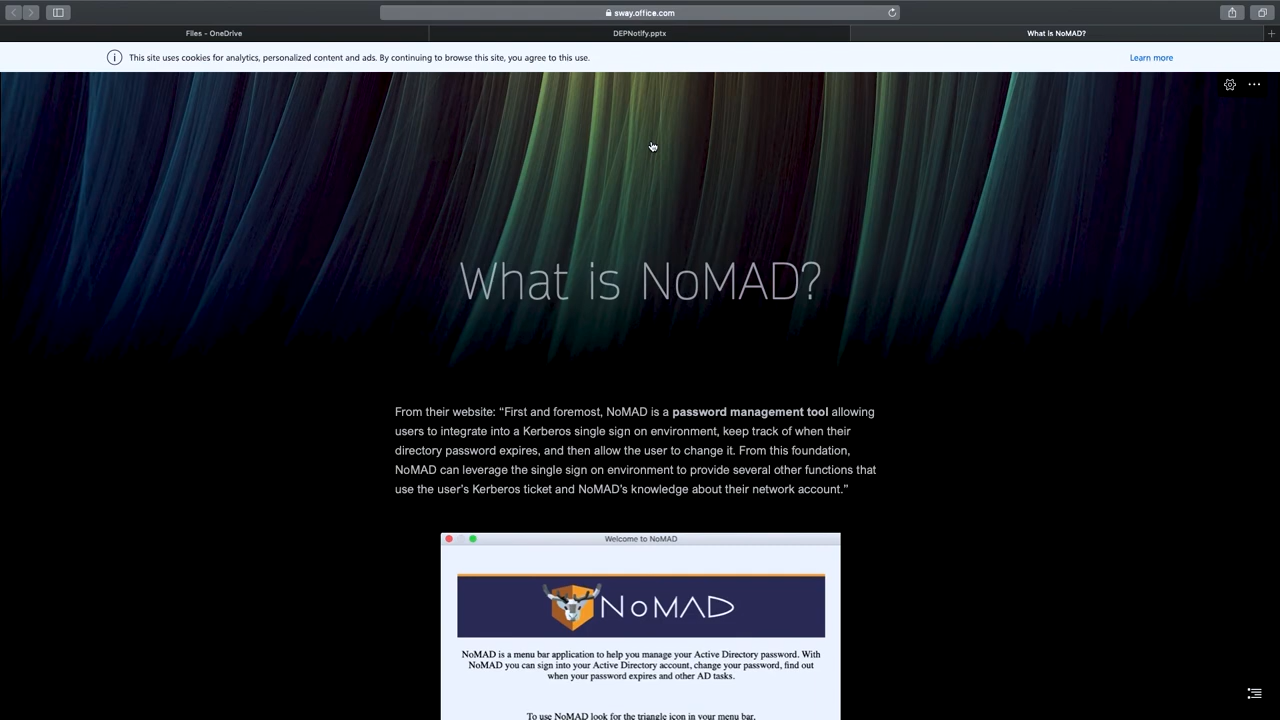 sway.office.com
Files - OneDrive
DEPNotify.pptx
What is NoMAD?
This site uses cookies for analytics, personalized content and ads. By continuing to browse this site, you agree to this use.
Learn more
What is NoMAD?
From their website: “First and foremost, NoMAD is a password management tool allowing
users to integrate into a Kerberos single sign on environment, keep track of when their
directory password expires, and then allow the user to change it. From this foundation,
NoMAD can leverage the single sign on environment to provide several other functions that
use the user’s Kerberos ticket and NoMAD’s knowledge about their network account.”
Welcome to NoMAD
NoMAD
NoMAD is a menu bar application to help you manage your Active Directory password. With
NoMAD you can sign into your Active Directory account, change your password, find out
when your password expires and other AD tasks.
To use NoMAD look for the triangle icon in your menu bar.